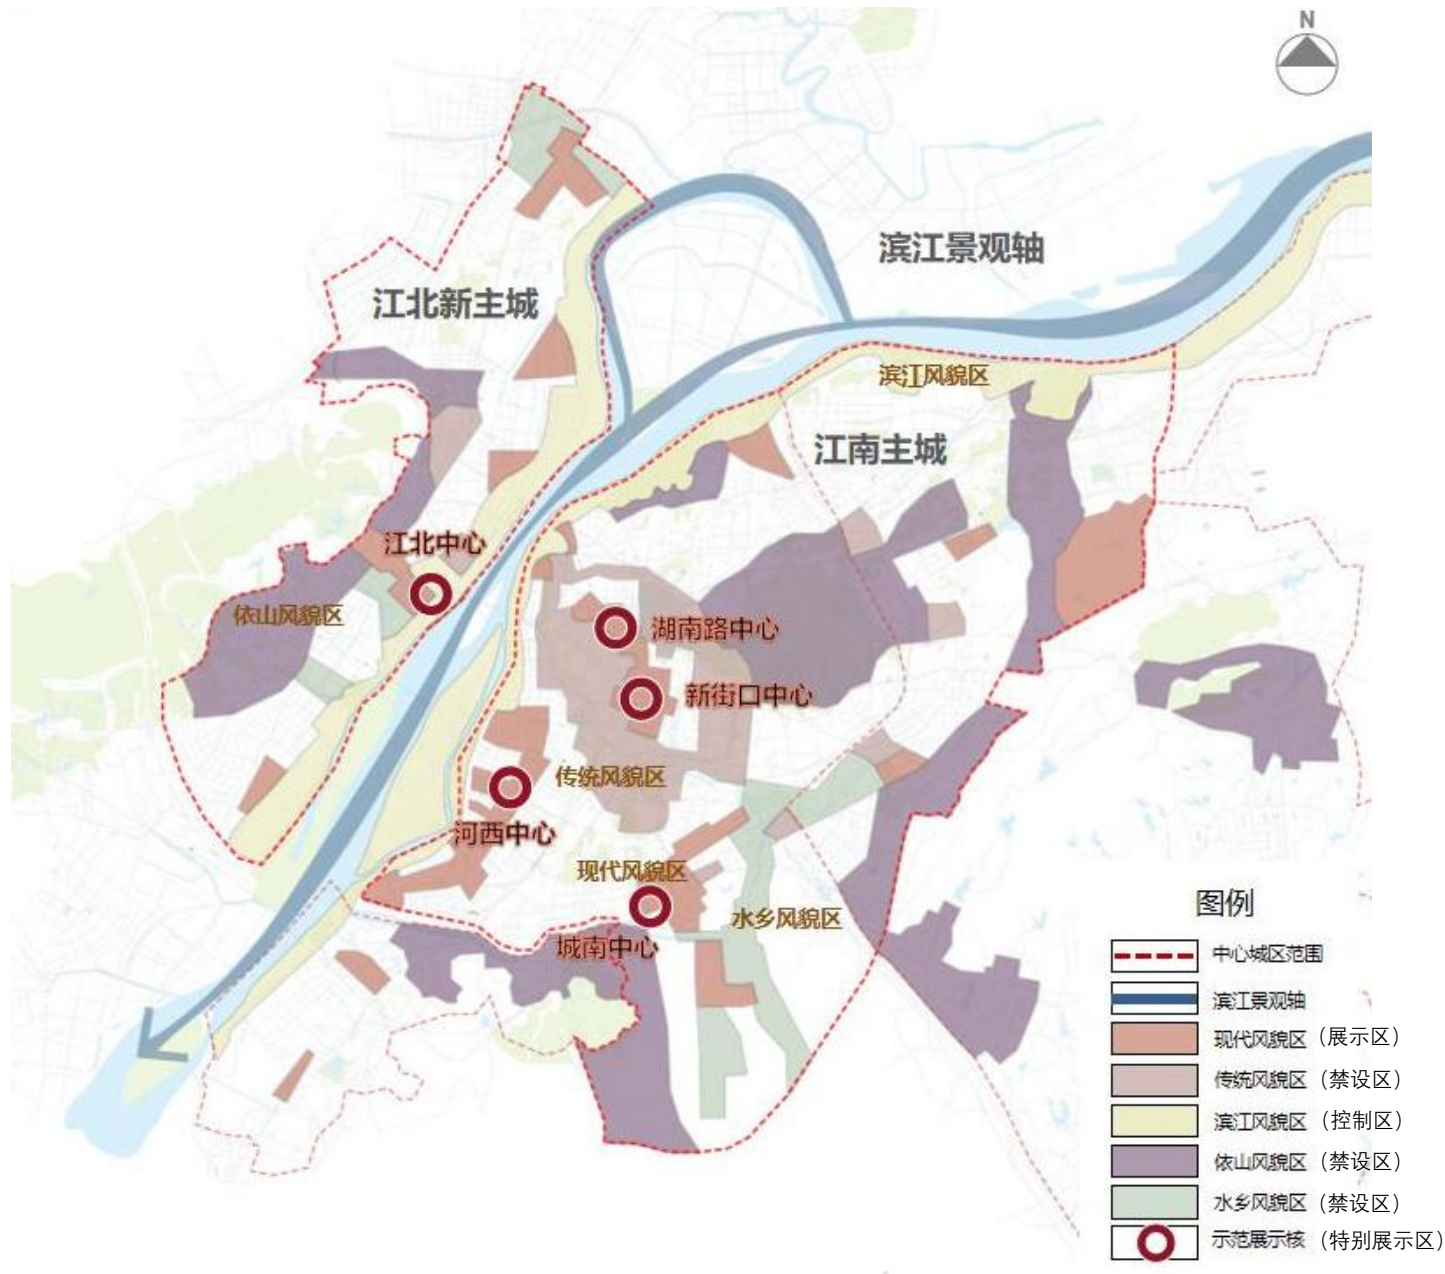 N
滨江景观轴
江北新主城
滨江风貌区
江南主城
江北中心
依山风貌区
湖南路中心
新街口中心
传统风貌区
河西中心
现代风貌区
水乡风貌区
城南中心
图例
中心城区范围
滨江景观轴
现代风貌区（展示区）
传统风貌区（禁设区）
滨江风貌区（控制区）
依山风貌区（禁设区）
水乡风貌区（禁设区）
示范展示核（特别展示区）